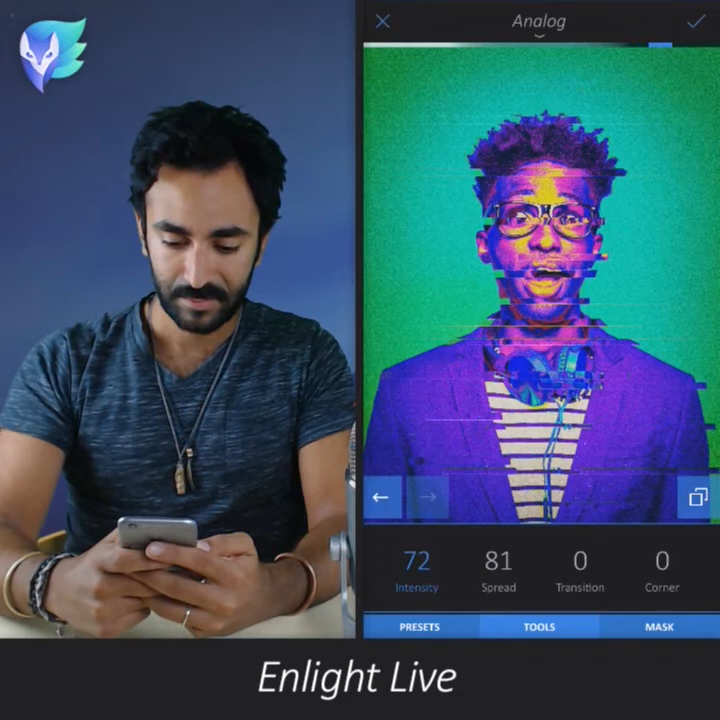 Analog
72
81
0
0
Intensity
Spread
Transition
Corner
PRESETS
TOOLS
MASK
Enlight Live